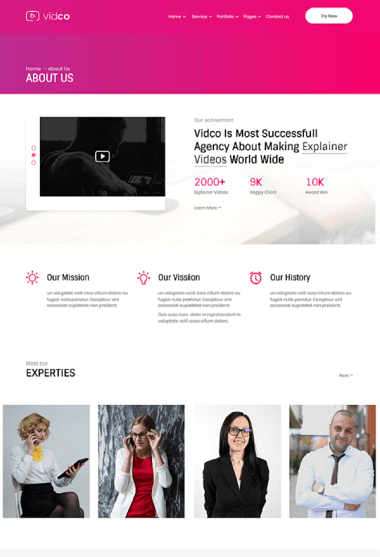 vidco
Home Service Portfolio Pages Contact us
Try Now
Home → About Us
ABOUT US
Our achivement
Vidco Is Most Successfull
Agency About Making Explainer
Videos World Wide
2000+ 9K 10K
Explainer Videos Happy Client Award Win
Learn More →
Our Mission
un voluptate velit esse cillum dolore eu
fugiat nulla pariatur. Excepteur sint
occaecat cupidatat non proident.
Our Vission
un voluptate velit esse cillum dolore eu
fugiat nulla pariatur. Excepteur sint
occaecat cupidatat non proident.
Duis aute irure dolor in reprehenderit in
voluptate velit esse cillum dolore.
Our History
un voluptate velit esse cillum dolore eu
fugiat nulla pariatur. Excepteur sint
occaecat cupidatat non proident.
Meet our
EXPERTIES
Next →